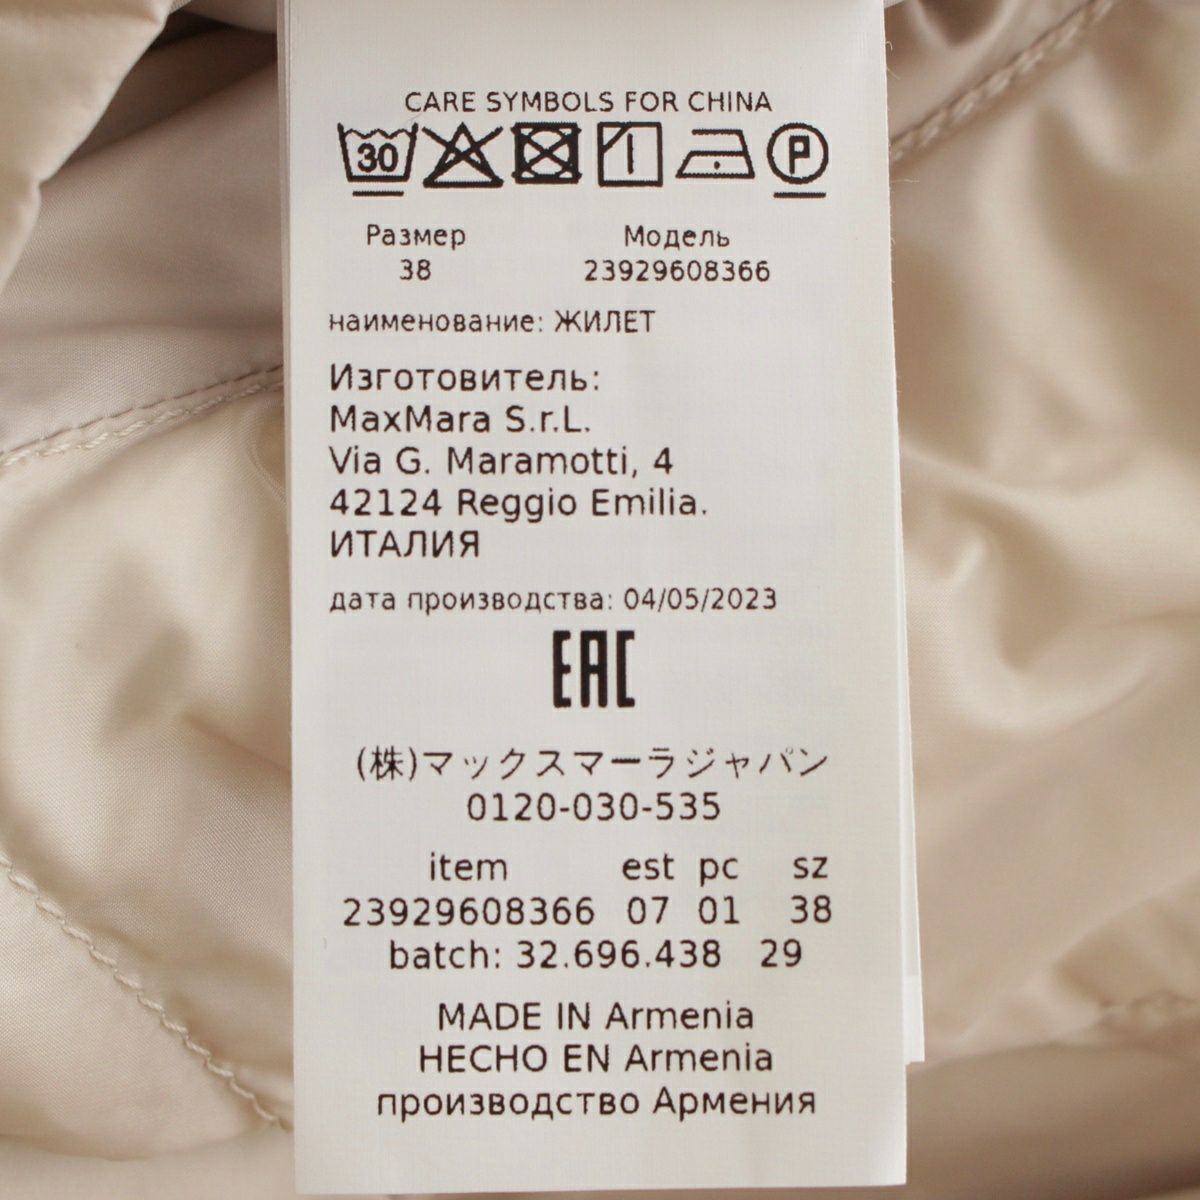 CARE SYMBOLS FOR CHINA
30 P
Размер Модель
38 23929608366
наименование: ЖИЛЕТ
Изготовитель:
MaxMara S.r.L.
Via G. Maramotti, 4
42124 Reggio Emilia.
ИТАЛИЯ
дата производства: 04/05/2023
EAC
(株)マックスマーラジャパン
0120-030-535
item est pc sz
23929608366 07 01 38
batch: 32.696.438 29
MADE IN Armenia
HECHO EN Armenia
производство Армения